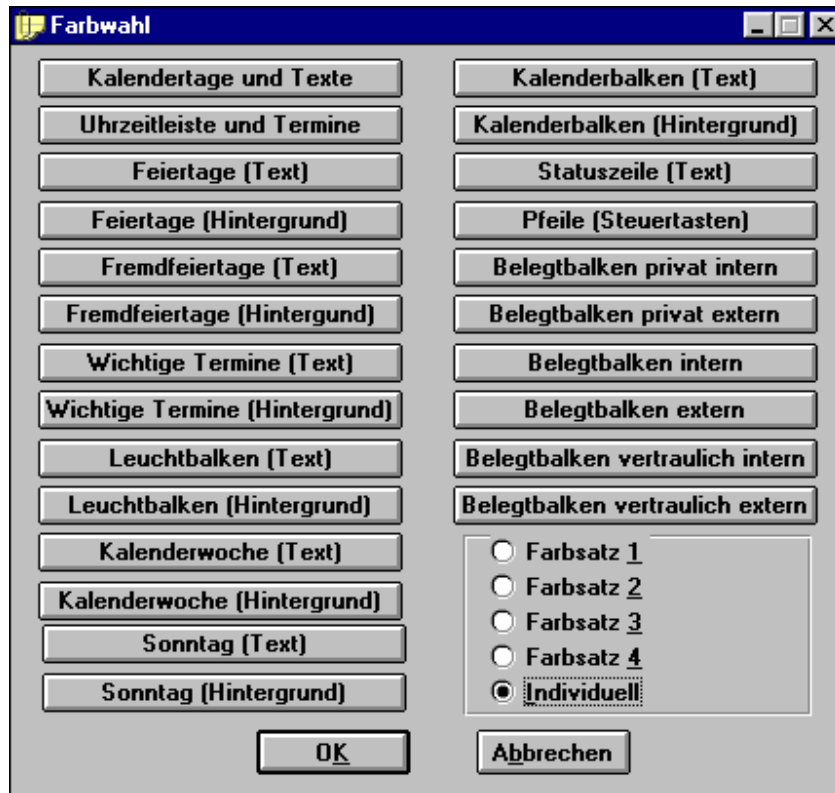 Farbwahl
Kalendertage und Texte
Uhrzeitleiste und Termine
Feiertage (Text)
Feiertage (Hintergrund)
Fremdfeiertage (Text)
Fremdfeiertage (Hintergund)
Wichtige Termine (Text)
Wichtige Termine (Hintergrund)
Leuchtbalken (Text)
Leuchtbalken (Hintergrund)
Kalenderwoche (Text)
Kalenderwoche (Hintergrund)
Sonntag (Text)
Sonntag (Hintergrund)
Kalenderbalken (Text)
Kalenderbalken (Hintergrund)
Statuszeile (Text)
Pfeile (Steuertasten)
Belegtbalken privat intern
Belegtbalken privat extern
Belegtbalken intern
Belegtbalken extern
Belegtbalken vertraulich intern
Belegtbalken vertraulich extern
Farbsatz 1
Farbsatz 2
Farbsatz 3
Farbsatz 4
Individuell
OK
Abbrechen